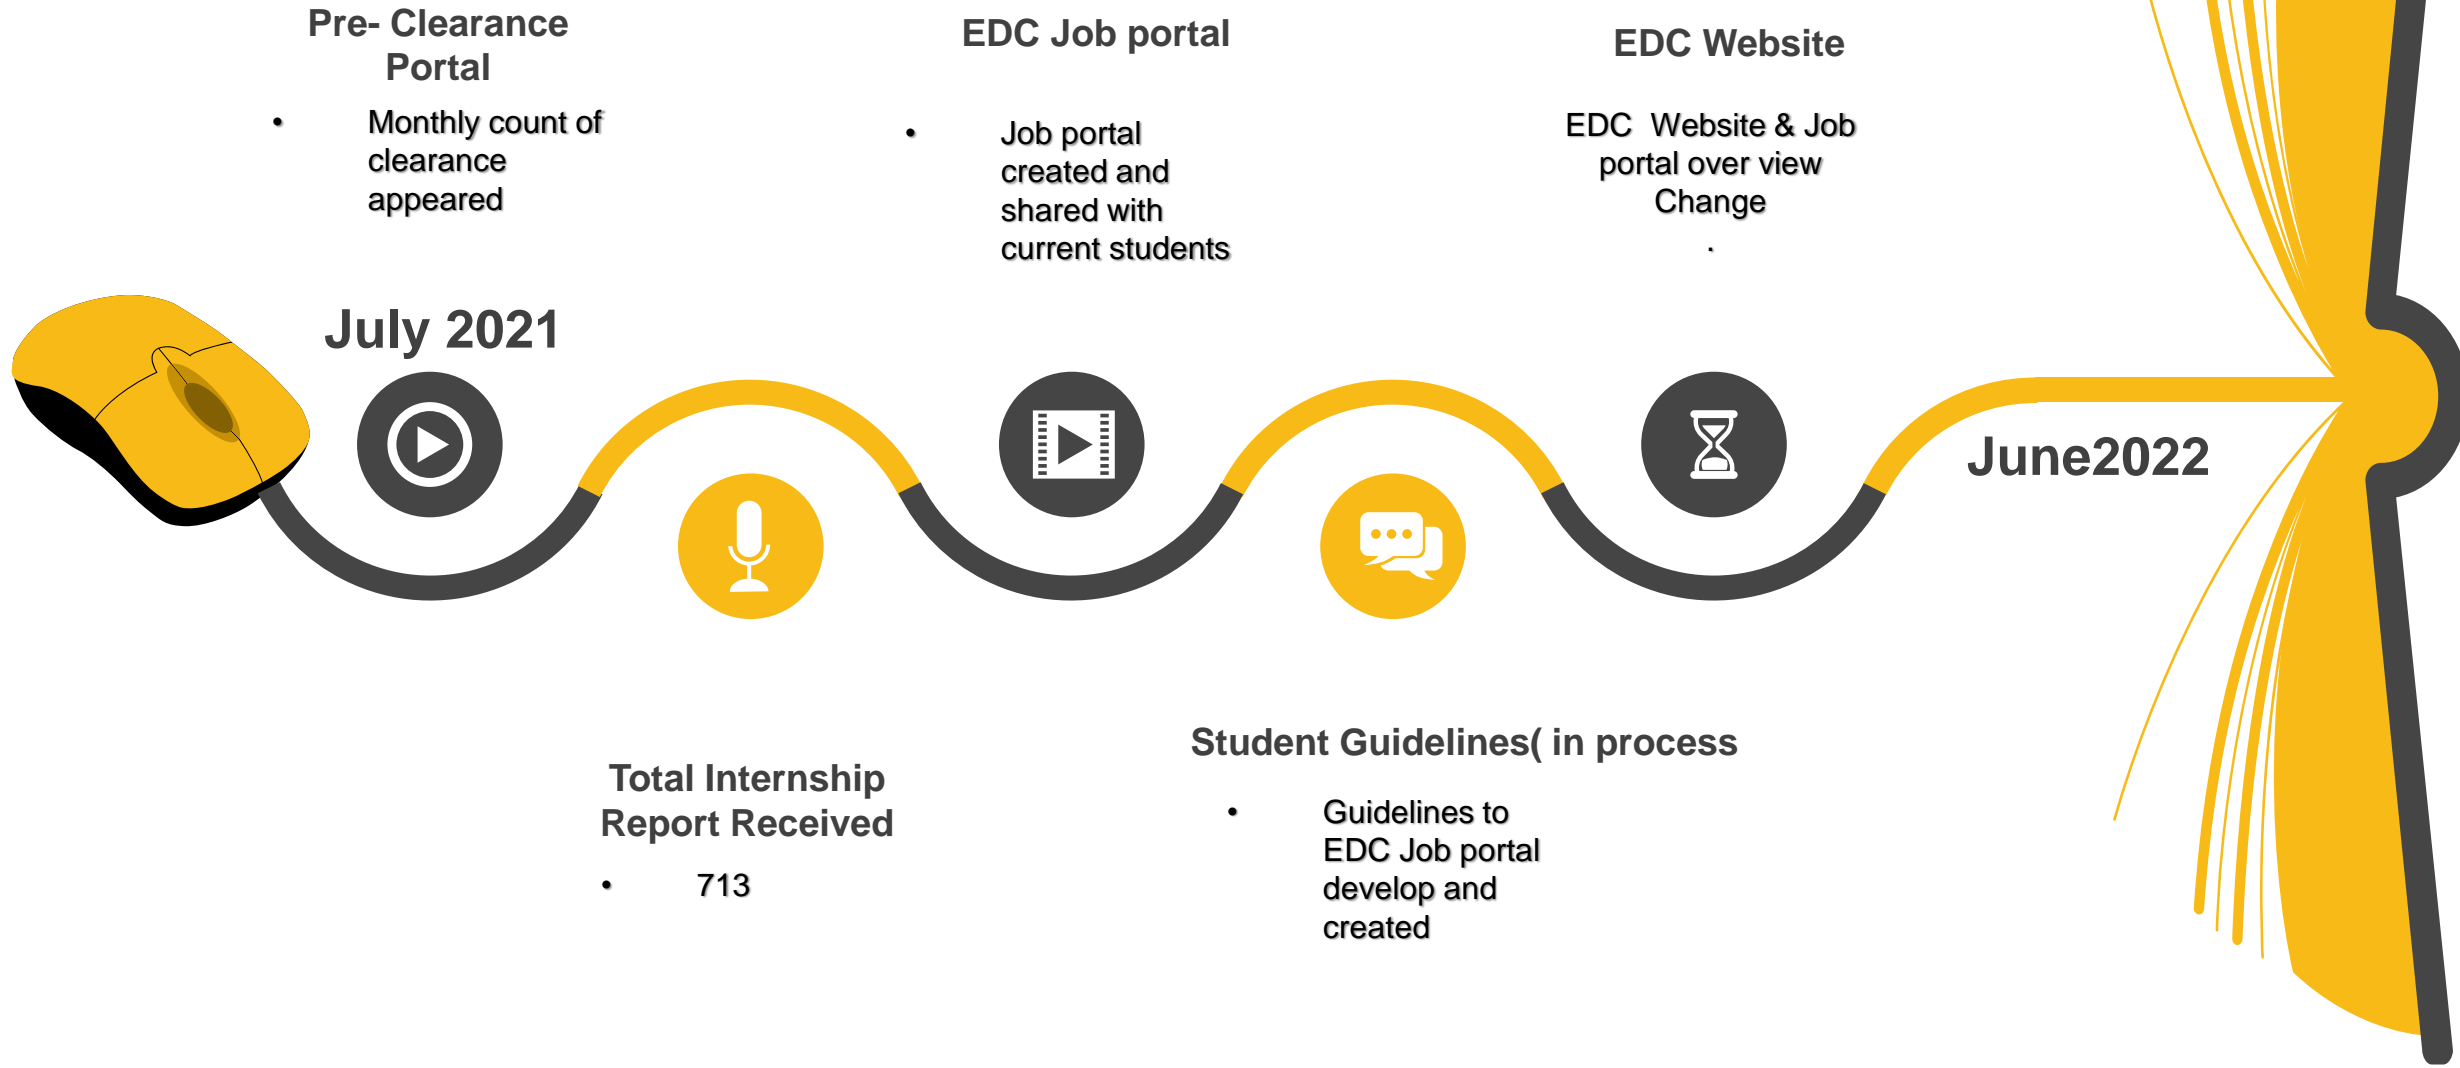 Pre- Clearance
Portal
• Monthly count of
clearance
appeared
EDC Job portal
• Job portal
created and
shared with
current students
EDC Website
EDC  Website & Job
portal over view
Change
.
July 2021
June2022
Total Internship
Report Received
• 713
Student Guidelines( in process
• Guidelines to
EDC Job portal
develop and
created